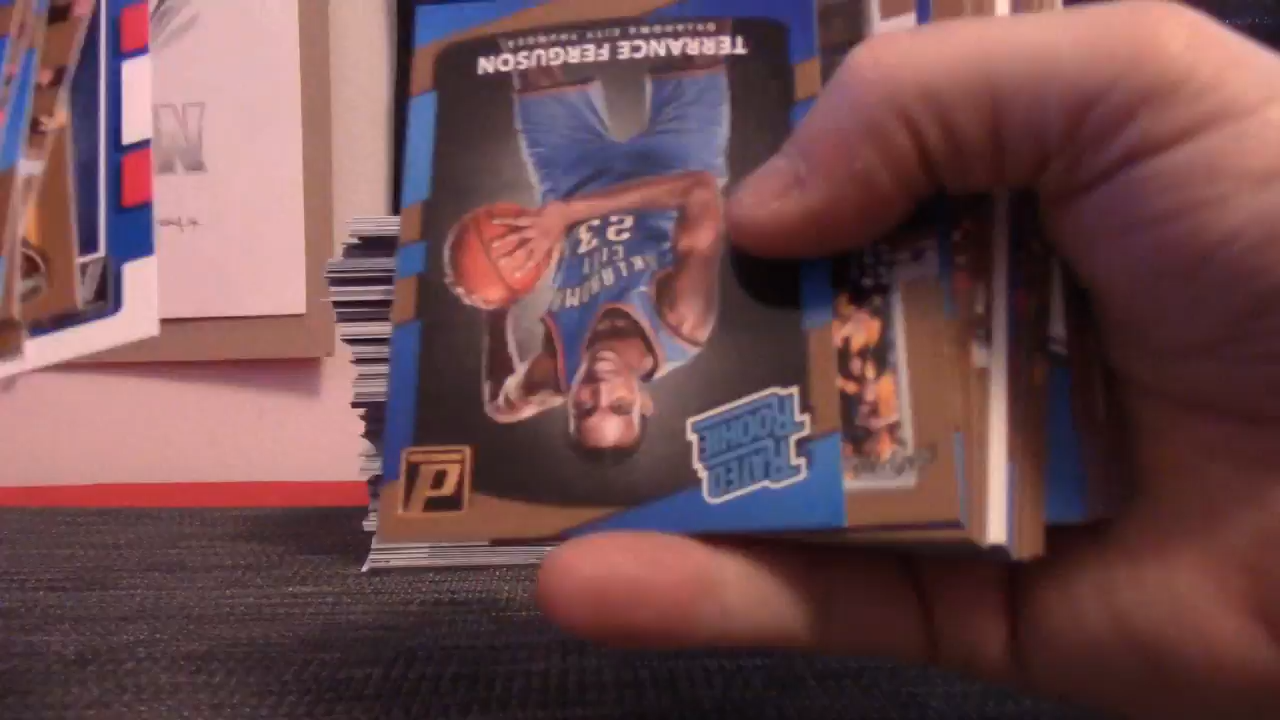 TERRANCE FERGUSON
OKLAHOMA CITY THUNDER
OKLAHOMA
CITY
23
RATED
ROOKIE
P
N